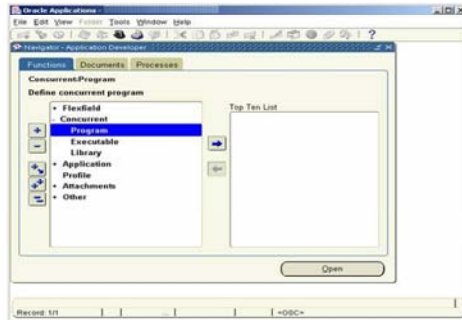 Oracle Applications -
File Edit View Folder Tools Window Help
Navigator - Application Developer
Functions Documents Processes
Concurrent:Program
Define concurrent program
+ Flexfield
- Concurrent
Program
Executable
Library
+ Application
Profile
+ Attachments
+ Other
Top Ten List
Open
Record: 1/1 <OSC>